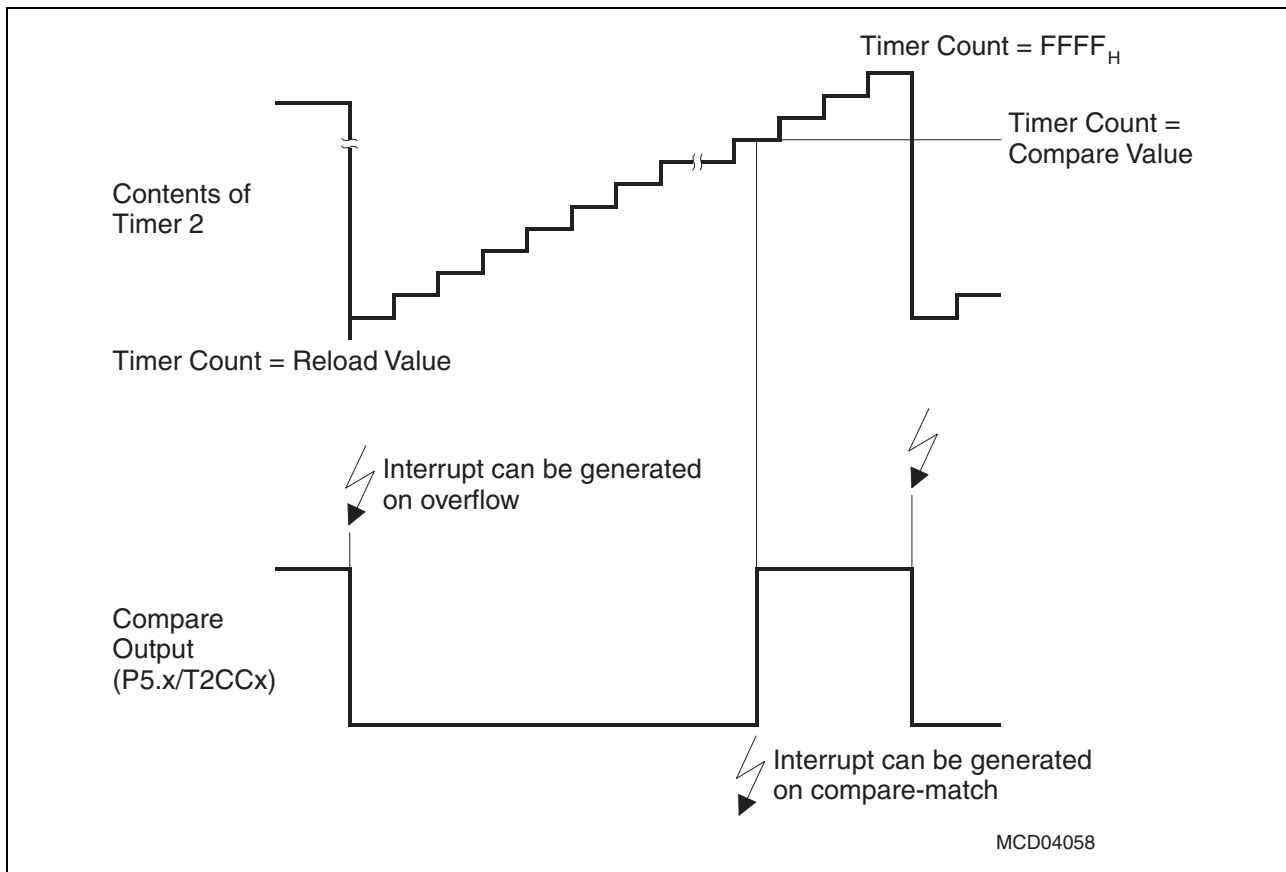 Timer Count = FFFFH
Timer Count =
Compare Value
Contents of
Timer 2
Timer Count = Reload Value
Interrupt can be generated
on overflow
Compare
Output
(P5.x/T2CCx)
Interrupt can be generated
on compare-match
MCD04058